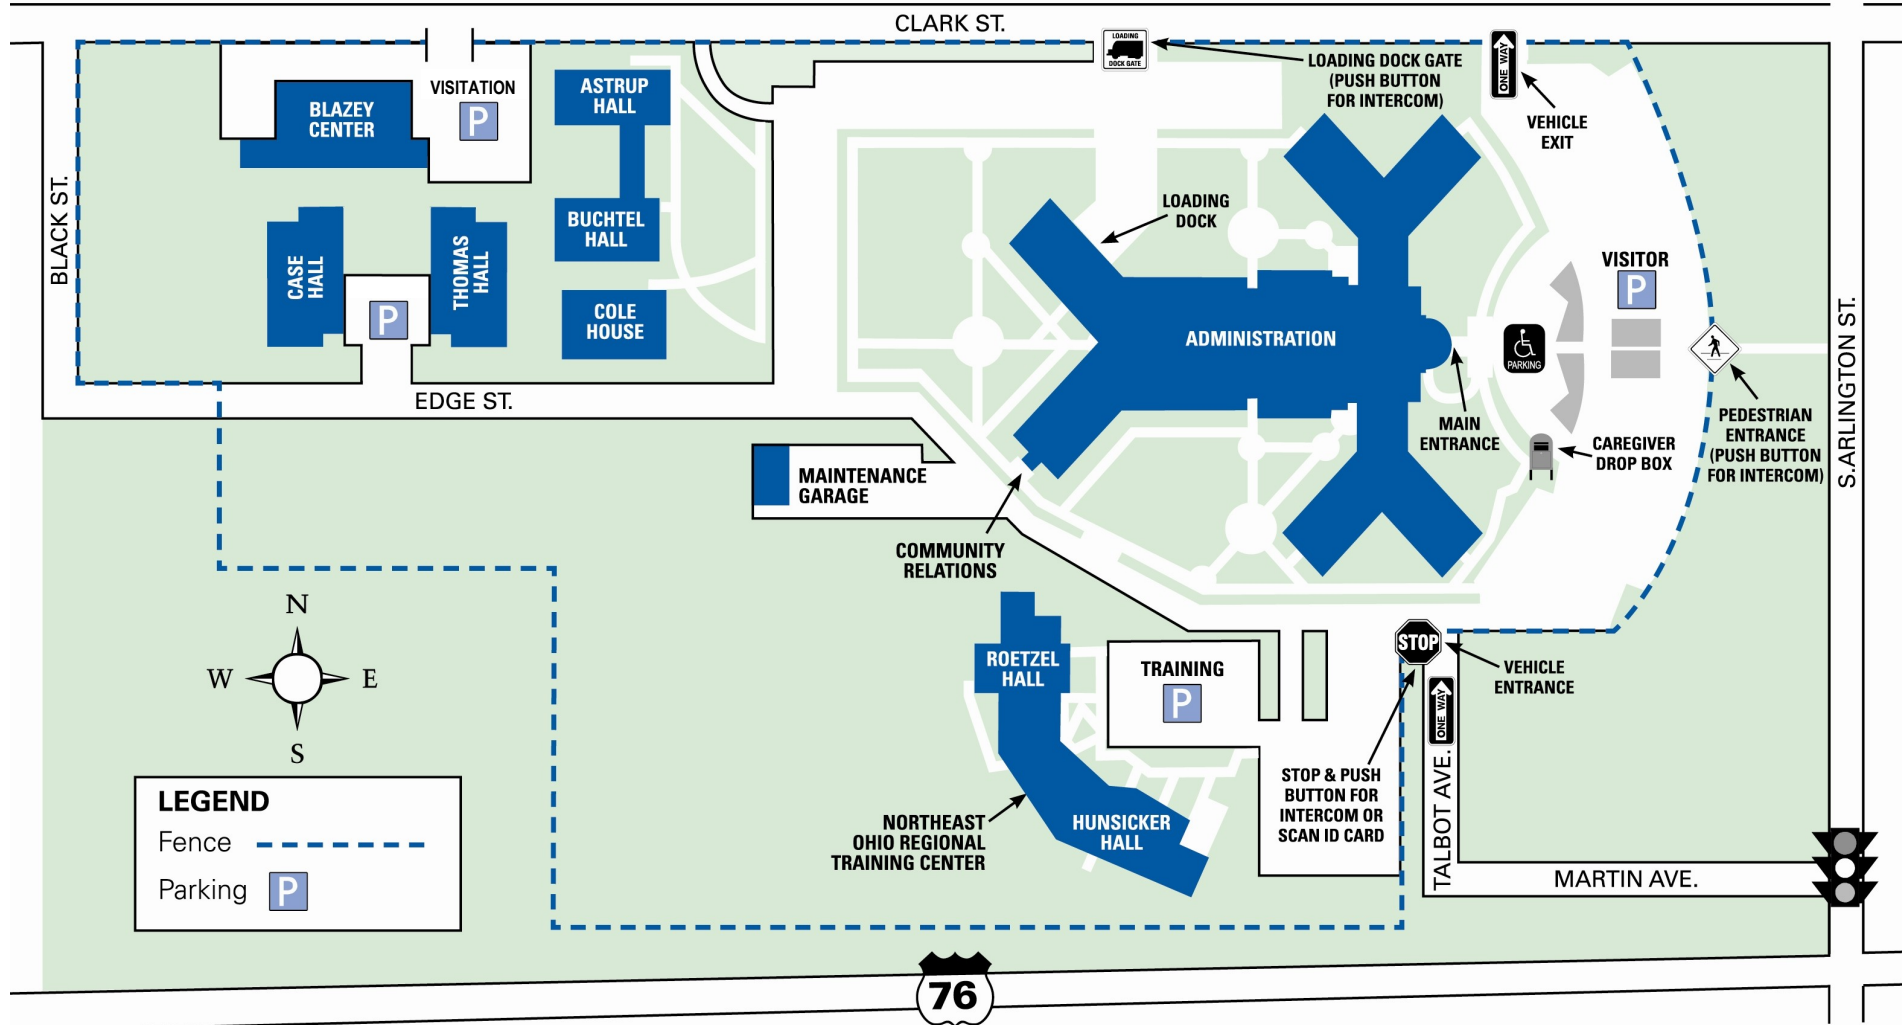 CLARK ST.
LOADING
DOCK GATE
ONE WAY
LOADING DOCK GATE
(PUSH BUTTON
FOR INTERCOM)
VEHICLE
EXIT
VISITATION
P
BLAZEY
CENTER
ASTRUP
HALL
BLACK ST.
BUCHTEL
HALL
CASE
HALL
THOMAS
HALL
P
COLE
HOUSE
EDGE ST.
LOADING
DOCK
ADMINISTRATION
VISITOR
P
PARKING
S.ARLINGTON ST.
MAIN
ENTRANCE
CAREGIVER
DROP BOX
PEDESTRIAN
ENTRANCE
(PUSH BUTTON
FOR INTERCOM)
MAINTENANCE
GARAGE
COMMUNITY
RELATIONS
N
W
E
S
ROETZEL
HALL
TRAINING
P
STOP
VEHICLE
ENTRANCE
ONE WAY
STOP & PUSH
BUTTON FOR
INTERCOM OR
SCAN ID CARD
TALBOT AVE.
MARTIN AVE.
NORTHEAST
OHIO REGIONAL
TRAINING CENTER
HUNSICKER
HALL
LEGEND
Fence
Parking P
76